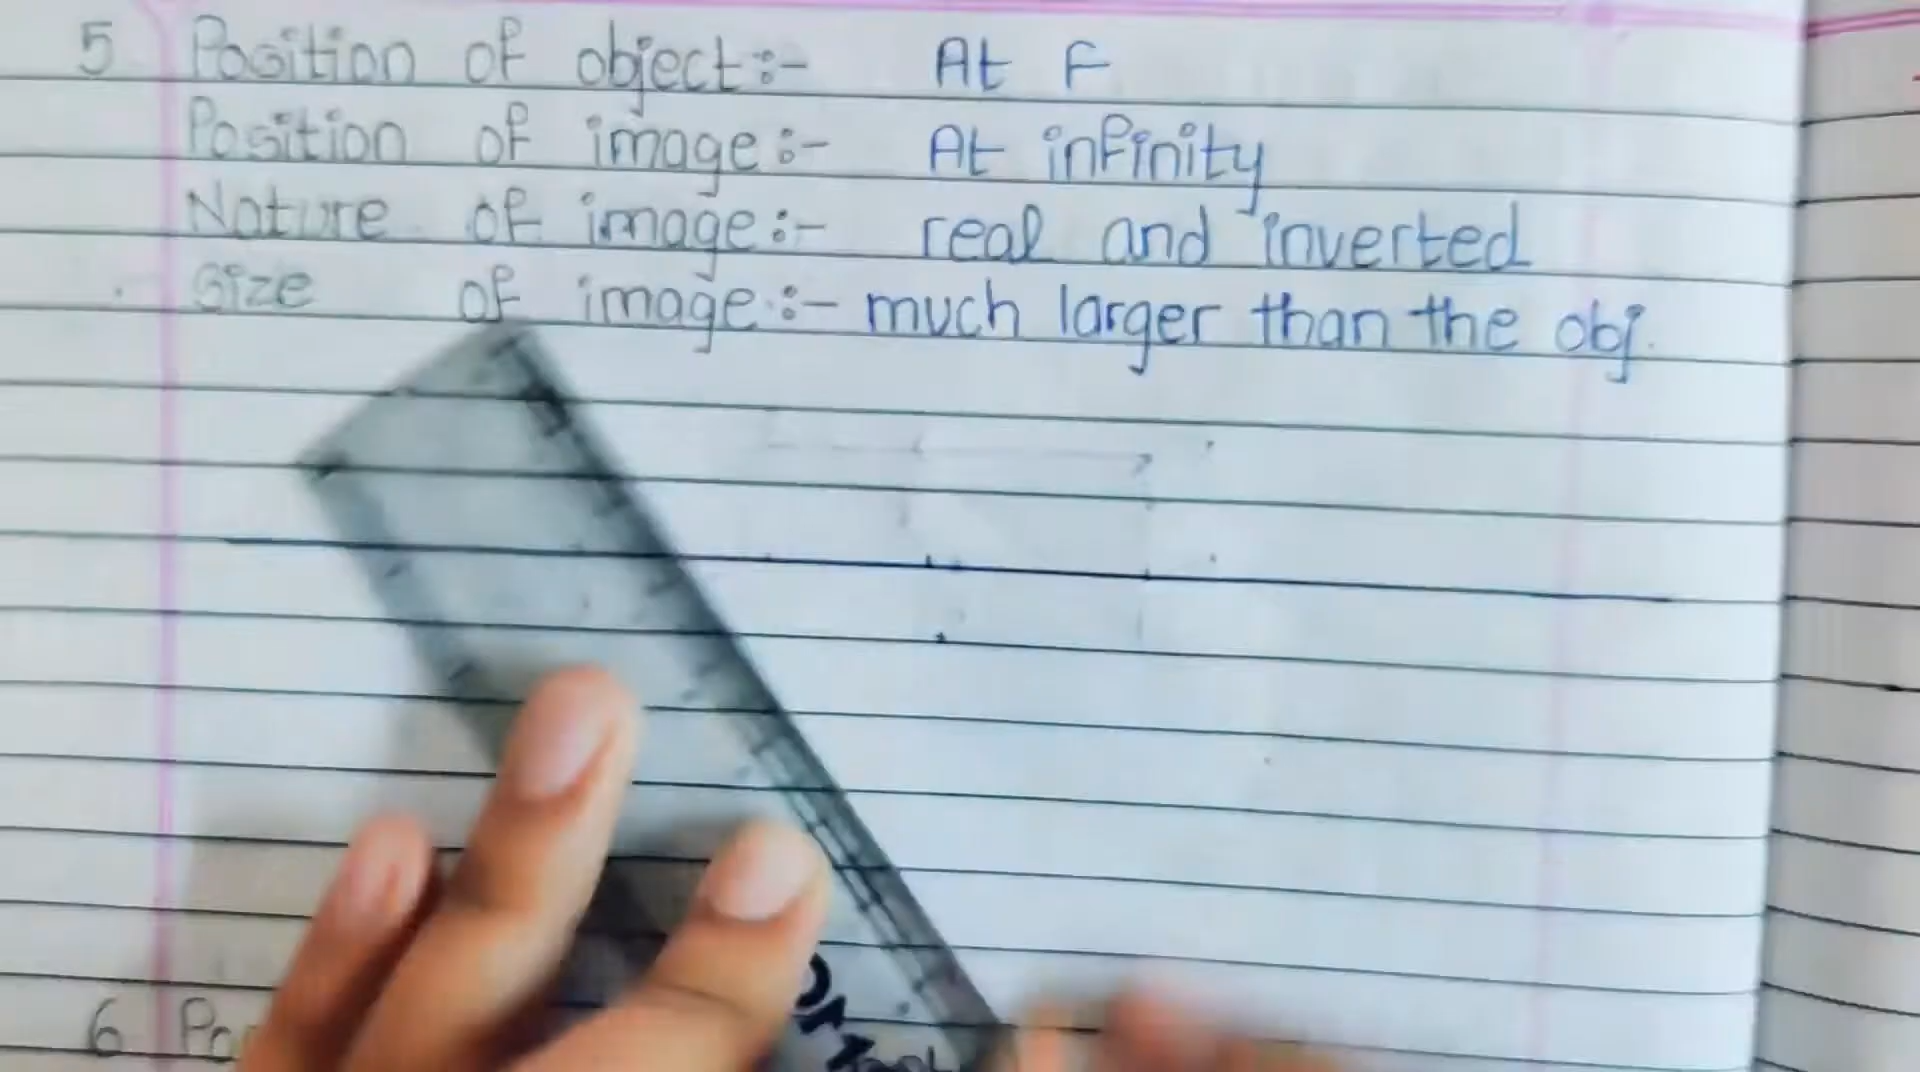 5 Position of object:- At F
Position of image:- At infinity
Nature of image:- real and inverted
Size of image:- much larger than the obj.
6